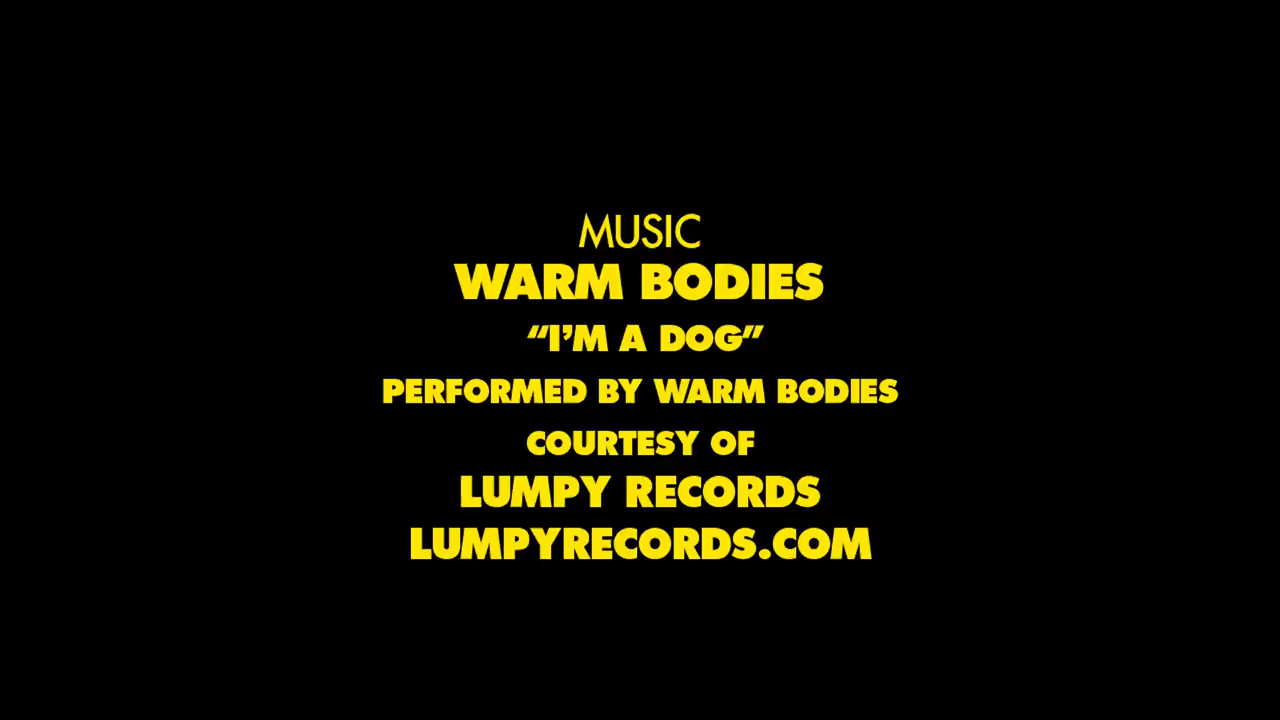 MUSIC
WARM BODIES
“I’M A DOG”
PERFORMED BY WARM BODIES
COURTESY OF
LUMPY RECORDS
LUMPYRECORDS.COM